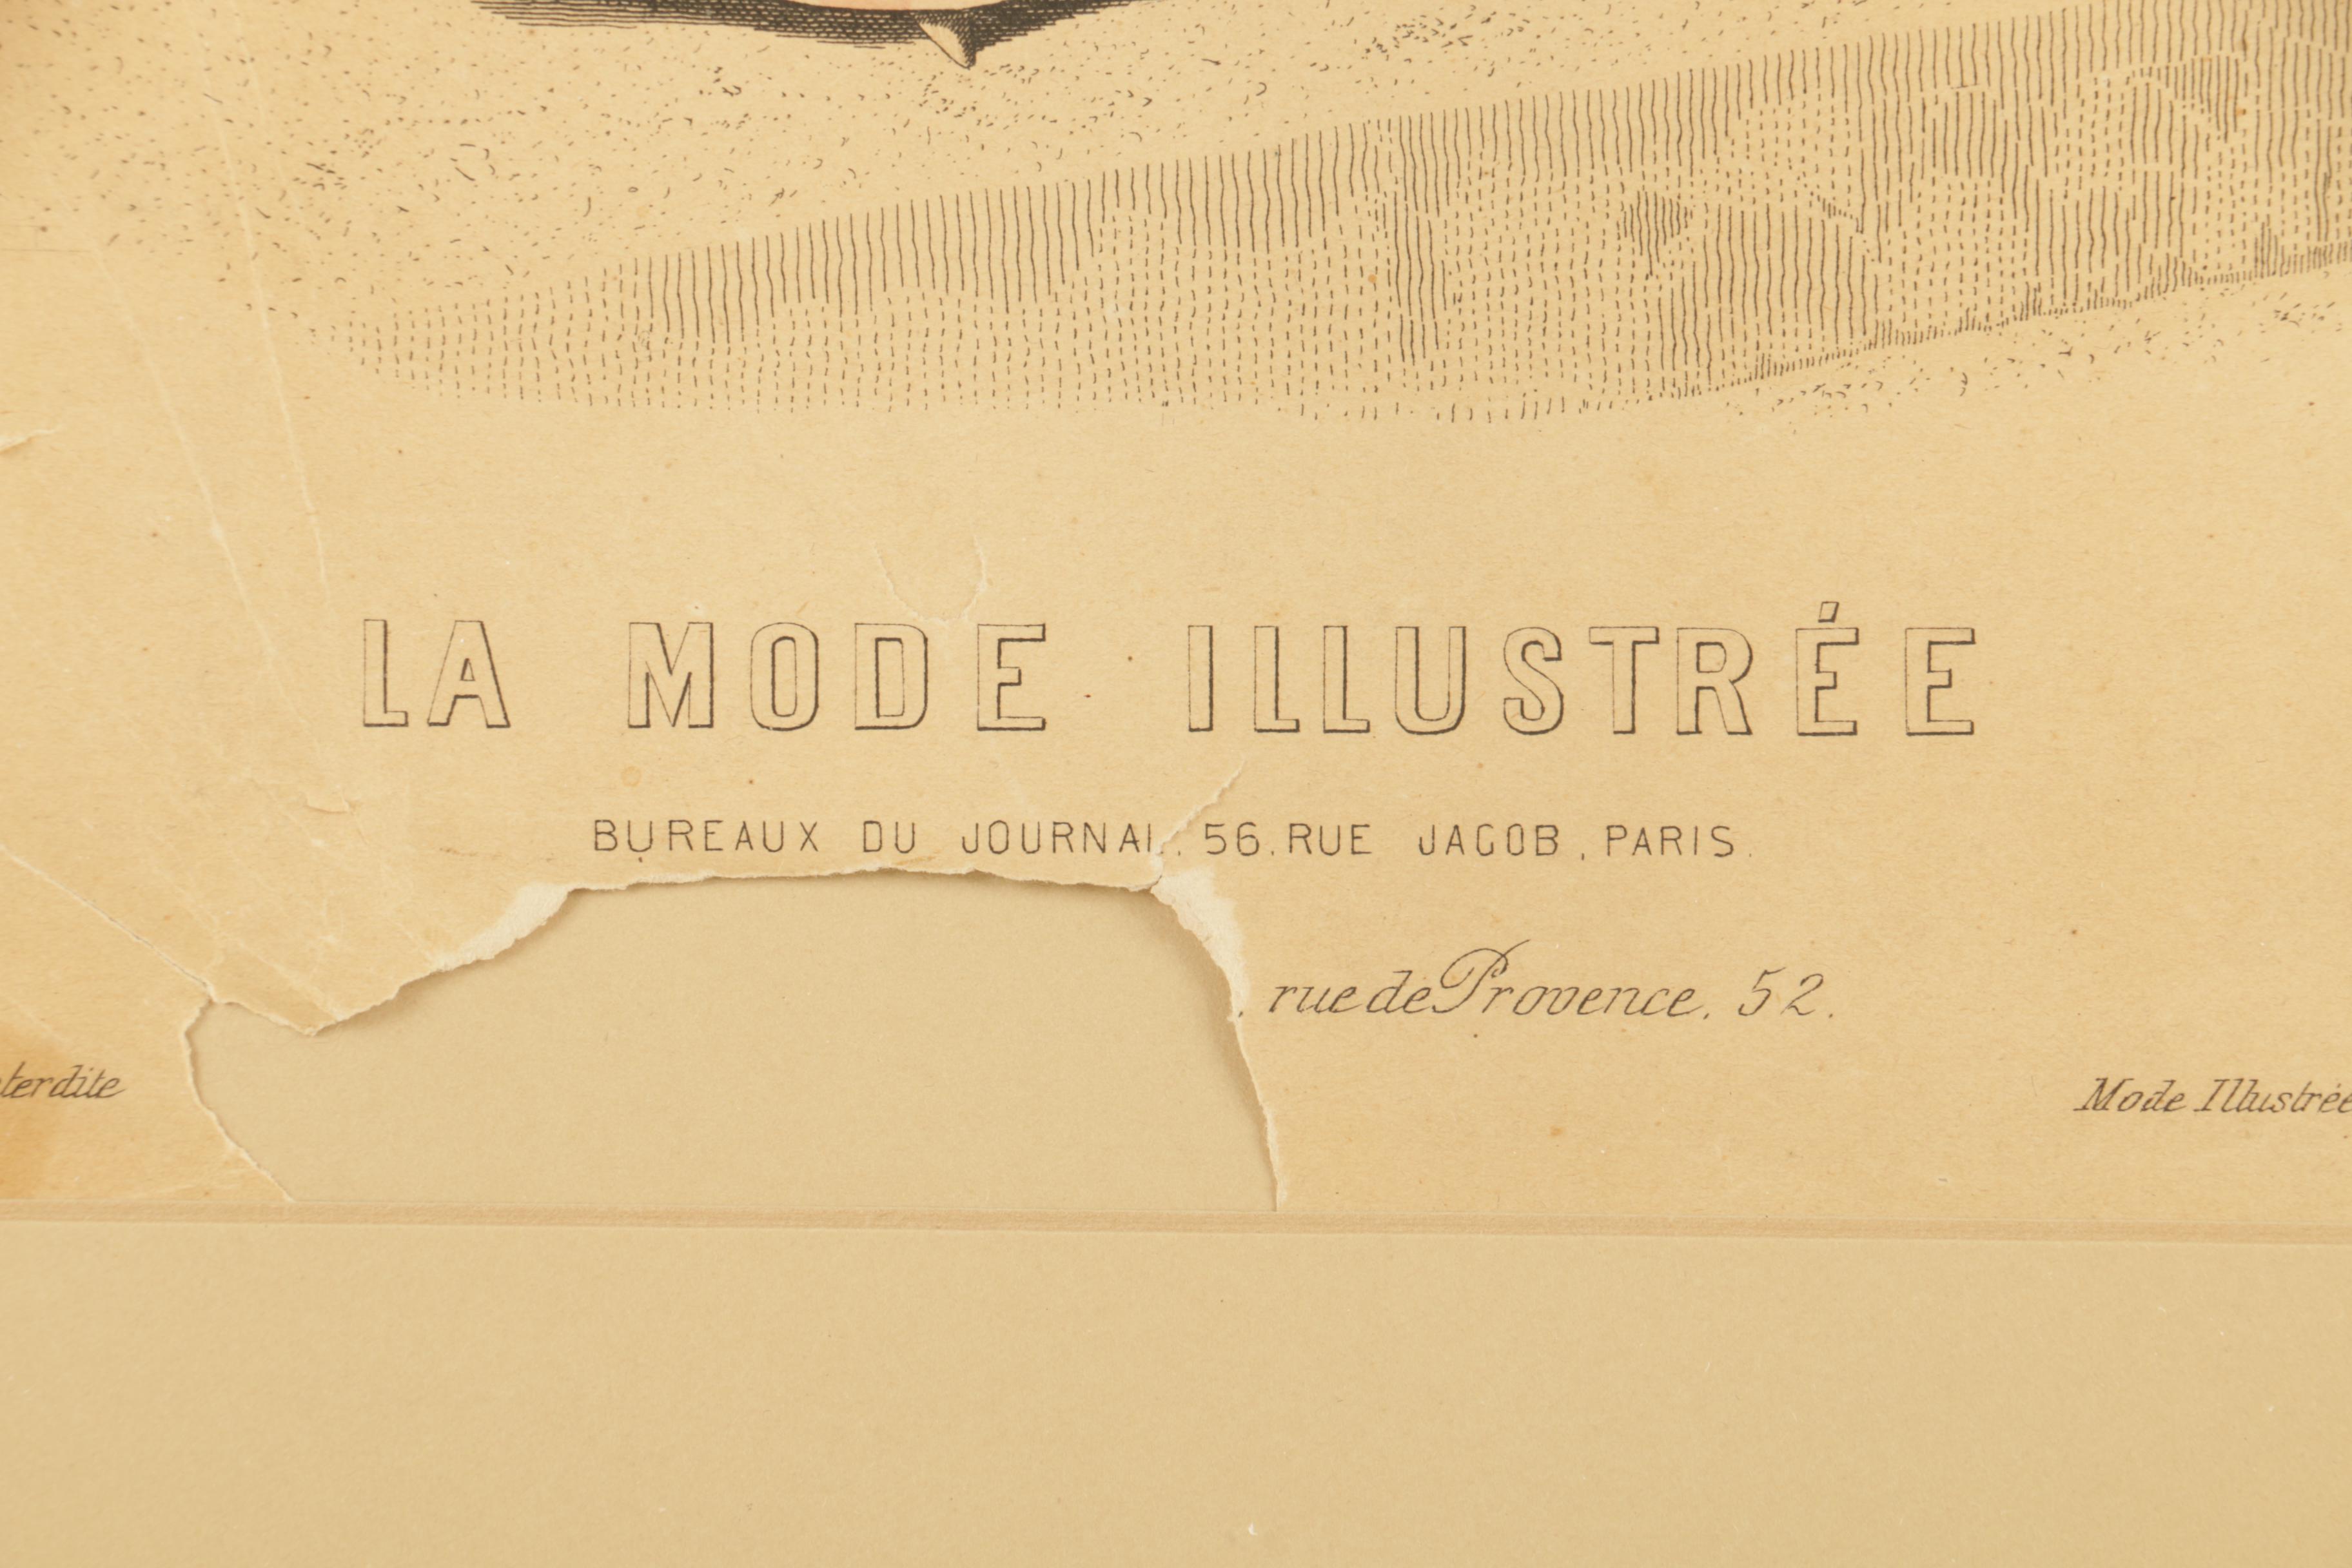 LA MODE ILLUSTRÉE
BUREAUX DU JOURNAL. 56. RUE JACOB, PARIS.
. rue de Provence. 52.
terdite
Mode Illustrée